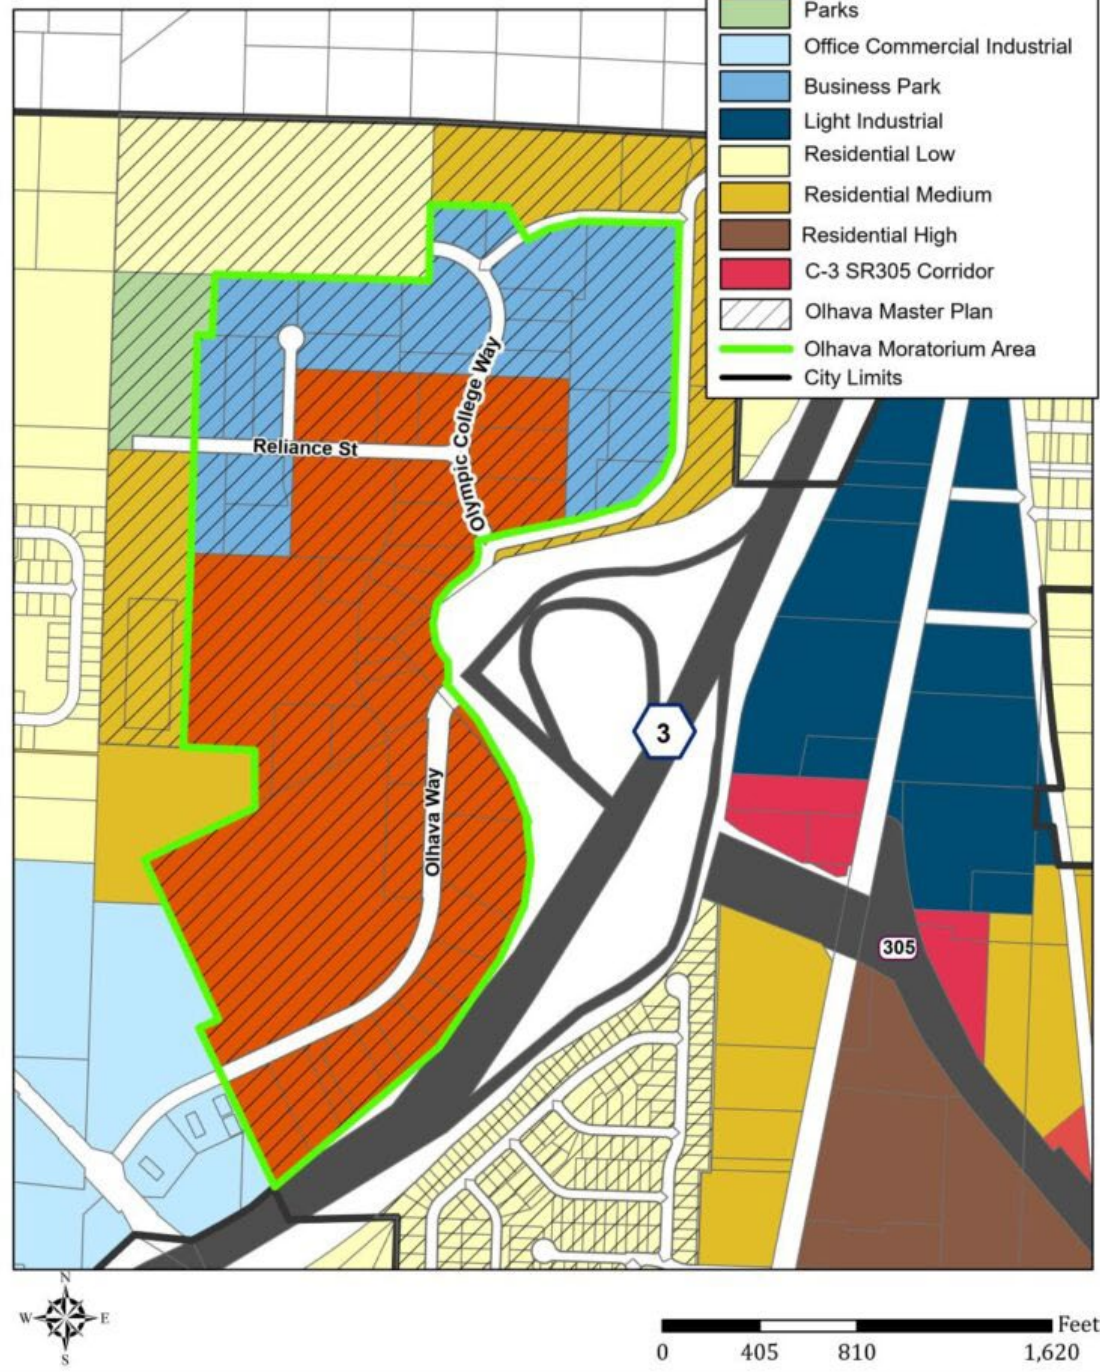 Parks
Office Commercial Industrial
Business Park
Light Industrial
Residential Low
Residential Medium
Residential High
C-3 SR305 Corridor
Olhava Master Plan
Olhava Moratorium Area
City Limits
Olympic College Way
Reliance St
3
Olhava Way
305
N
W E
S
Feet
0 405 810 1,620